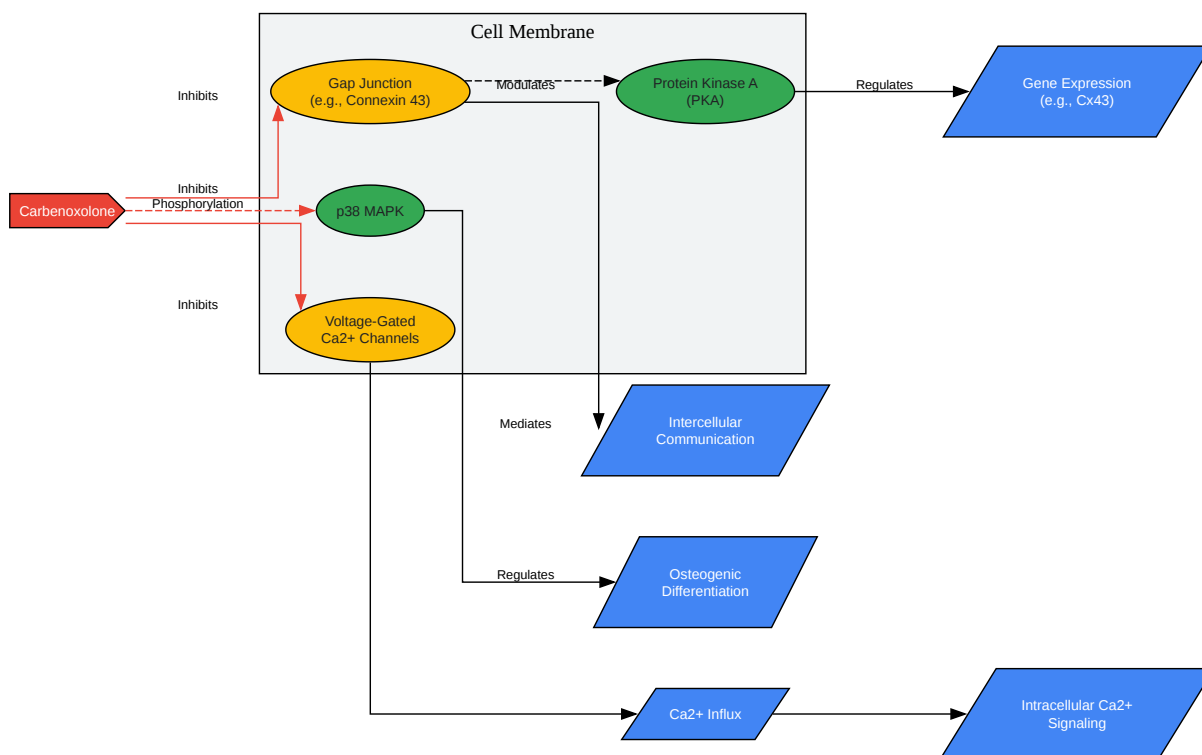 Cell Membrane
Inhibits
Gap Junction
(e.g., Connexin 43)
Modulates
Protein Kinase A
(PKA)
Regulates
Gene Expression
(e.g., Cx43)
Carbenoxolone
Inhibits
Phosphorylation
p38 MAPK
Inhibits
Voltage-Gated
Ca2+ Channels
Mediates
Intercellular
Communication
Regulates
Osteogenic
Differentiation
Ca2+ Influx
Intracellular Ca2+
Signaling